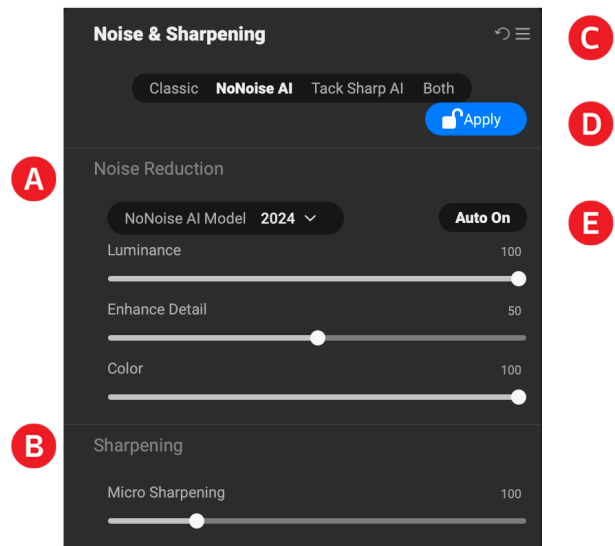 Noise & Sharpening
C
Classic NoNoise AI Tack Sharp AI Both
Apply
D
A
Noise Reduction
NoNoise AI Model 2024
Auto On
E
Luminance 100
Enhance Detail 50
Color 100
B
Sharpening
Micro Sharpening 100